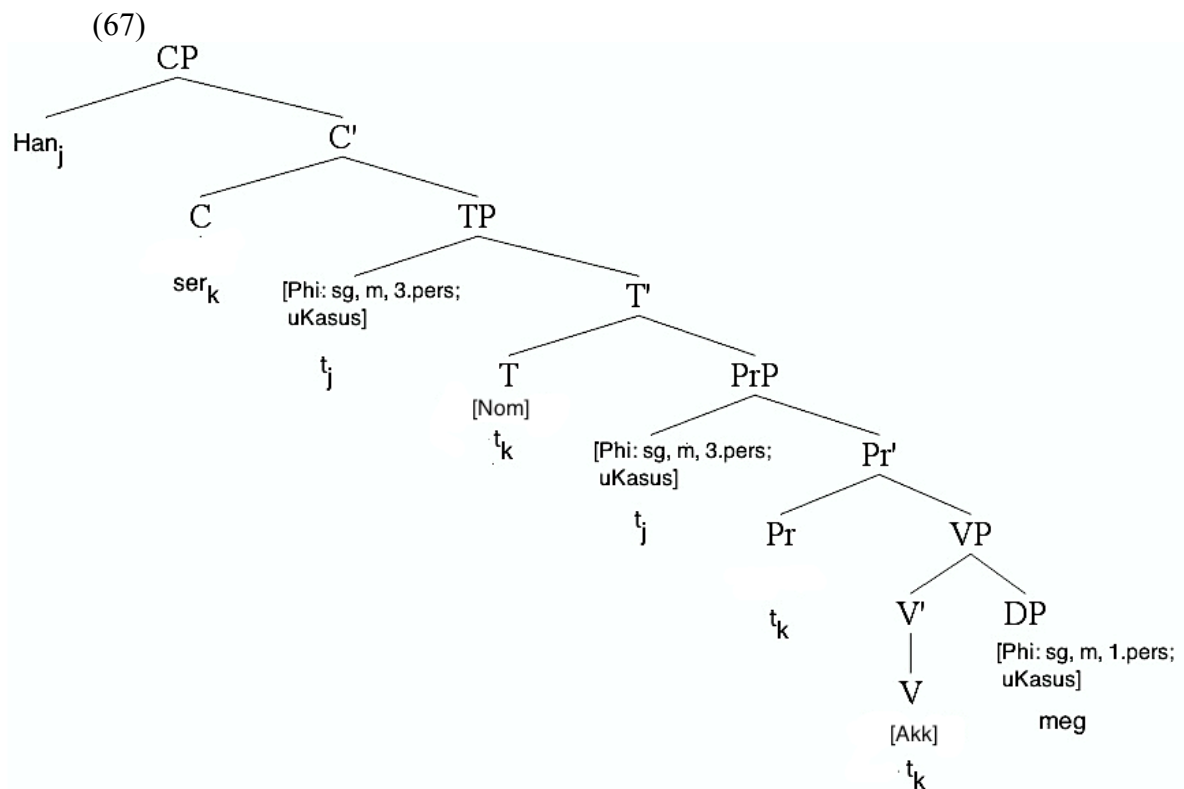 (67)
CP
Hanj
C'
C
TP
serk
[Phi: sg, m, 3.pers;
uKasus]
T'
tj
T
PrP
[Nom]
tk
[Phi: sg, m, 3.pers;
uKasus]
Pr'
tj
Pr
VP
tk
V'
DP
[Phi: sg, m, 1.pers;
uKasus]
V
meg
[Akk]
tk